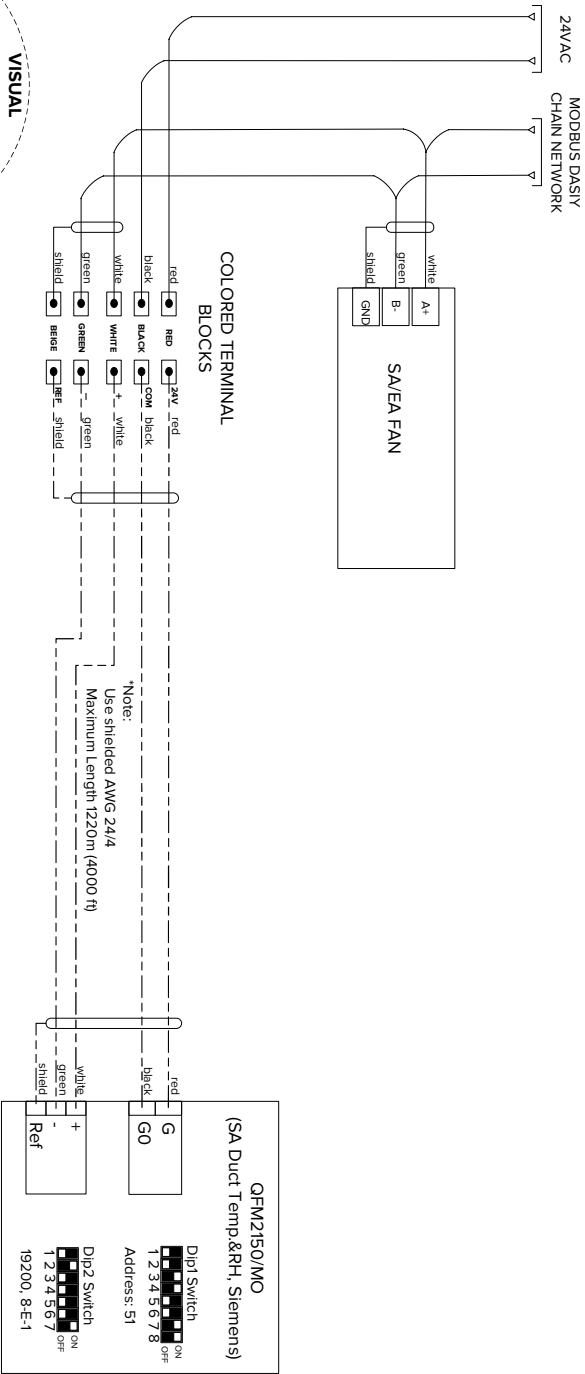 24VAC
MODBUS DASIY
CHAIN NETWORK
VISUAL
white
green
shield
A+
B-
GND
SA/EA FAN
COLORED TERMINAL
BLOCKS
red
black
white
green
shield
RED
BLACK
WHITE
GREEN
BEIGE
24V
COM
+
-
REF
red
black
white
green
shield
*Note:
Use shielded AWG 24/4
Maximum Length 1220m (4000 ft)
red
black
white
green
shield
G
G0
+
-
Ref
QFM2150/MO
(SA Duct Temp.&RH, Siemens)
Dip1 Switch
ON
OFF
1 2 3 4 5 6 7 8
Address: 51
Dip2 Switch
ON
OFF
1 2 3 4 5 6 7
19200, 8-E-1